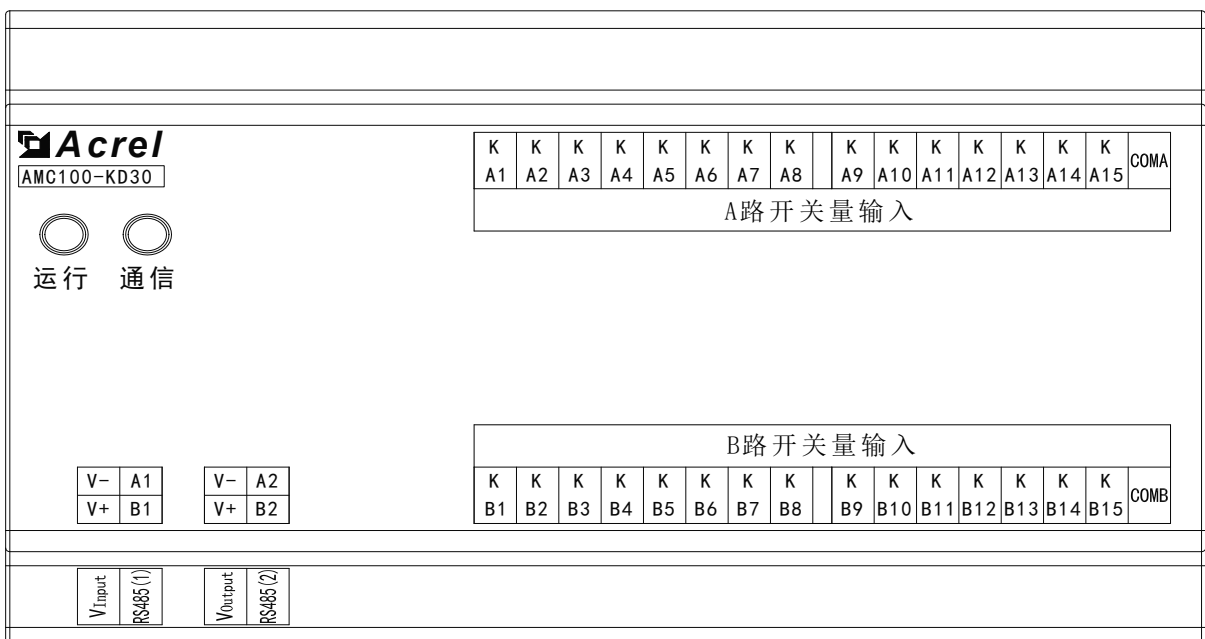 Acrel
AMC100-KD30
运行 通信
K K K K K K K K K K K K K K K COMA
A1 A2 A3 A4 A5 A6 A7 A8 A9 A10 A11 A12 A13 A14 A15
A路开关量输入
B路开关量输入
K K K K K K K K K K K K K K K COMB
B1 B2 B3 B4 B5 B6 B7 B8 B9 B10 B11 B12 B13 B14 B15
V- A1 V- A2
V+ B1 V+ B2
VInput RS485(1) VOutput RS485(2)